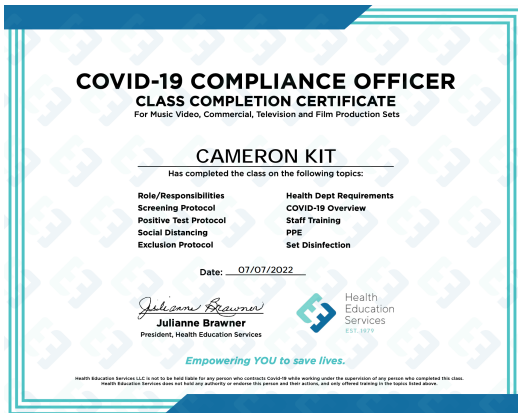 COVID-19 COMPLIANCE OFFICER
CLASS COMPLETION CERTIFICATE
For Music Video, Commercial, Television and Film Production Sets
CAMERON KIT
Has completed the class on the following topics:
Role/Responsibilities
Screening Protocol
Positive Test Protocol
Social Distancing
Exclusion Protocol
Health Dept Requirements
COVID-19 Overview
Staff Training
PPE
Set Disinfection
Date: 07/07/2022
Julianne Brawner
Julianne Brawner
President, Health Education Services
Health
Education
Services
EST. 1979
Empowering YOU to save lives.
Health Education Services LLC is not to be held liable for any person who contracts Covid-19 while working under the supervision of any person who completed this class.
Health Education Services does not hold any authority or endorse this person and their actions, and only offered training in the topics listed above.